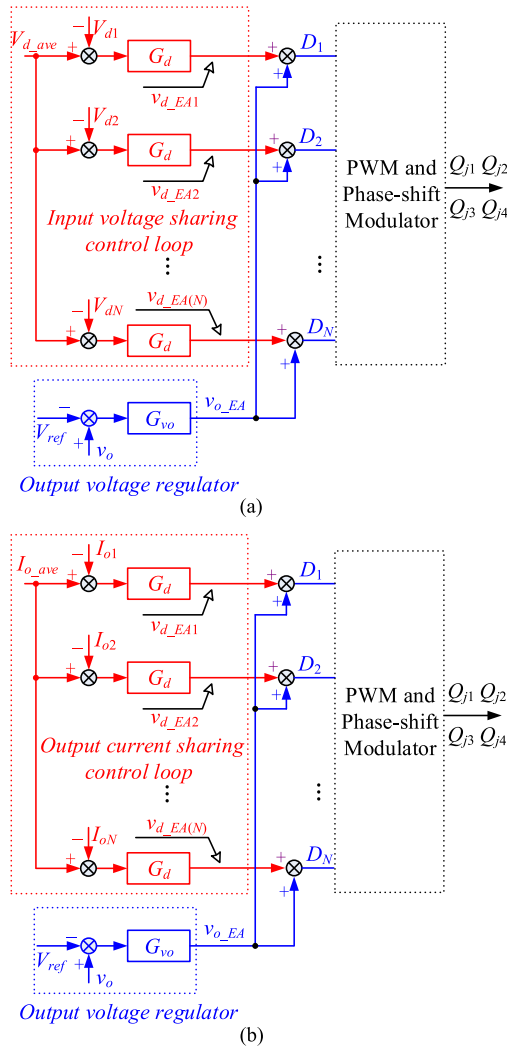 V_d_ave
+
−
V_d1
G_d
v_d_EA1
+
+
D_1
−
V_d2
+
G_d
v_d_EA2
+
+
D_2
Input voltage sharing
control loop
PWM and
Phase-shift
Modulator
Q_j1 Q_j2
Q_j3 Q_j4
⋮
⋮
−
V_dN
v_d_EA(N)
+
G_d
+
+
D_N
V_ref
−
+
v_o
G_vo
v_o_EA
Output voltage regulator
(a)
I_o_ave
+
−
I_o1
G_d
v_d_EA1
+
+
D_1
−
I_o2
+
G_d
v_d_EA2
+
+
D_2
Output current sharing
control loop
PWM and
Phase-shift
Modulator
Q_j1 Q_j2
Q_j3 Q_j4
⋮
⋮
−
I_oN
v_d_EA(N)
+
G_d
+
+
D_N
V_ref
−
+
v_o
G_vo
v_o_EA
Output voltage regulator
(b)